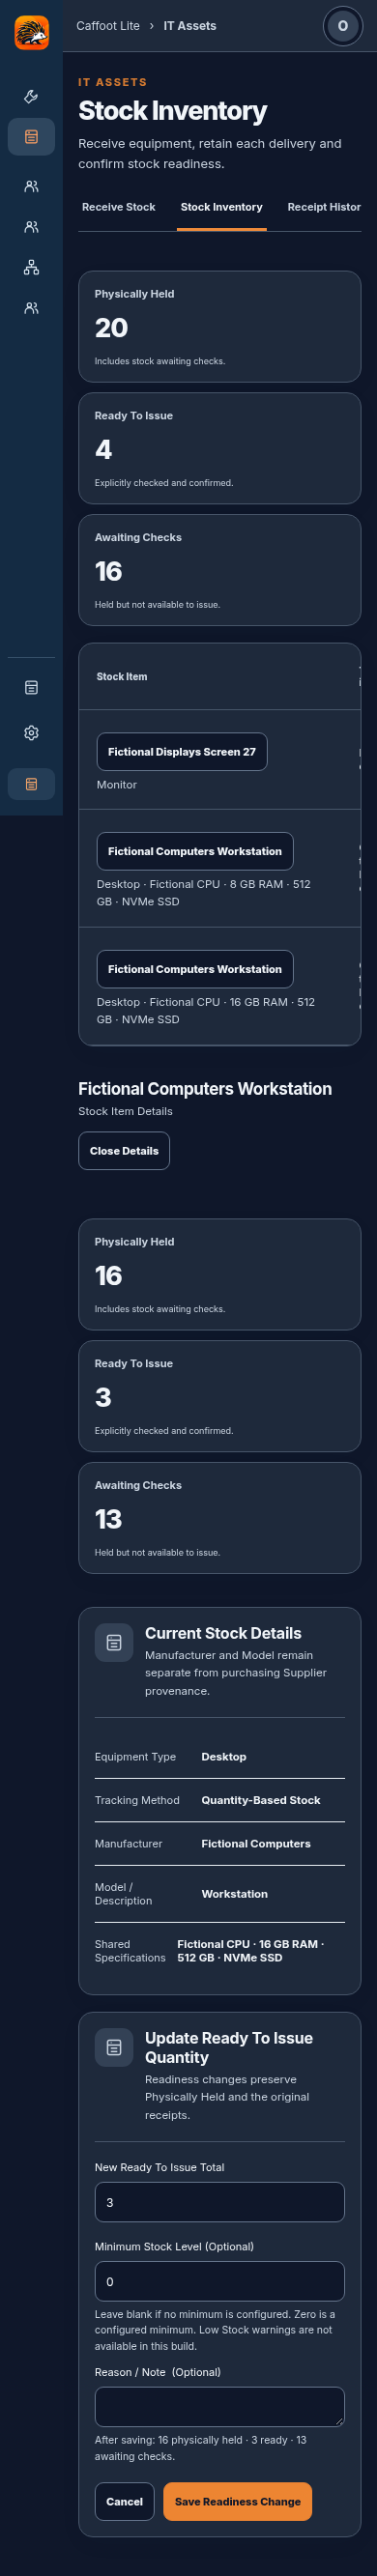 Caffoot Lite › IT Assets
O
IT ASSETS
Stock Inventory
Receive equipment, retain each delivery and
confirm stock readiness.
Receive Stock Stock Inventory Receipt Histor
Physically Held
20
Includes stock awaiting checks.
Ready To Issue
4
Explicitly checked and confirmed.
Awaiting Checks
16
Held but not available to issue.
Stock Item
Fictional Displays Screen 27
Monitor
Fictional Computers Workstation
Desktop · Fictional CPU · 8 GB RAM · 512
GB · NVMe SSD
Fictional Computers Workstation
Desktop · Fictional CPU · 16 GB RAM · 512
GB · NVMe SSD
Fictional Computers Workstation
Stock Item Details
Close Details
Physically Held
16
Includes stock awaiting checks.
Ready To Issue
3
Explicitly checked and confirmed.
Awaiting Checks
13
Held but not available to issue.
Current Stock Details
Manufacturer and Model remain
separate from purchasing Supplier
provenance.
Equipment Type Desktop
Tracking Method Quantity-Based Stock
Manufacturer Fictional Computers
Model /
Description Workstation
Shared
Specifications Fictional CPU · 16 GB RAM ·
512 GB · NVMe SSD
Update Ready To Issue
Quantity
Readiness changes preserve
Physically Held and the original
receipts.
New Ready To Issue Total
3
Minimum Stock Level (Optional)
0
Leave blank if no minimum is configured. Zero is a
configured minimum. Low Stock warnings are not
available in this build.
Reason / Note (Optional)
After saving: 16 physically held · 3 ready · 13
awaiting checks.
Cancel Save Readiness Change